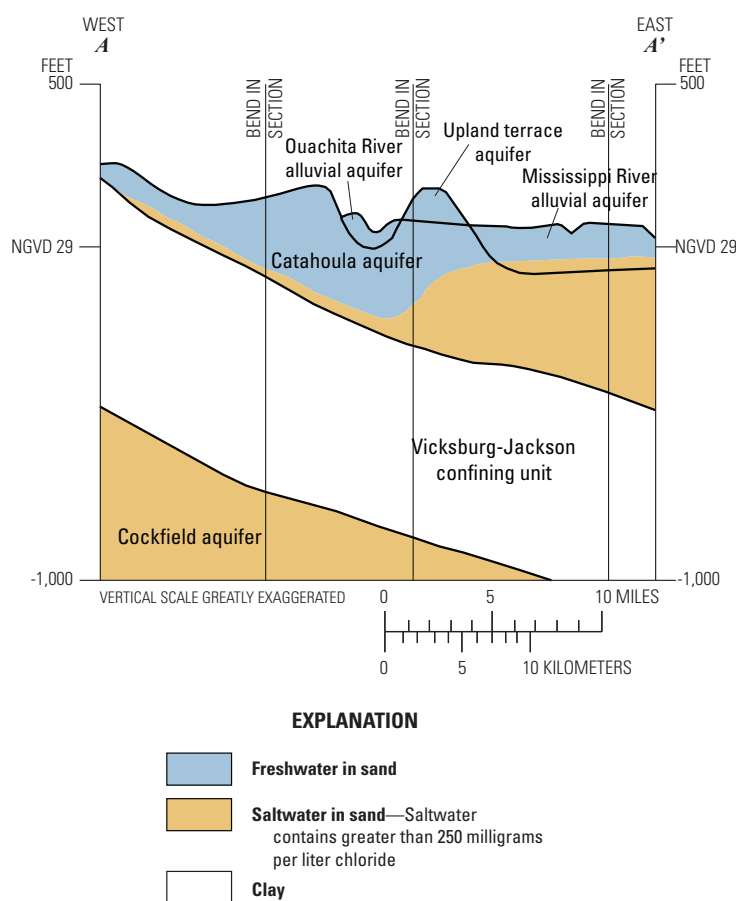 WEST
EAST
A
A’
FEET
FEET
500
500
BEND IN
SECTION
BEND IN
SECTION
BEND IN
SECTION
Ouachita River
alluvial aquifer
Upland terrace
aquifer
Mississippi River
alluvial aquifer
NGVD 29
NGVD 29
Catahoula aquifer
Vicksburg-Jackson
confining unit
Cockfield aquifer
-1,000
-1,000
VERTICAL SCALE GREATLY EXAGGERATED
0 5 10 MILES
0 5 10 KILOMETERS
EXPLANATION
Freshwater in sand
Saltwater in sand—Saltwater
contains greater than 250 milligrams
per liter chloride
Clay